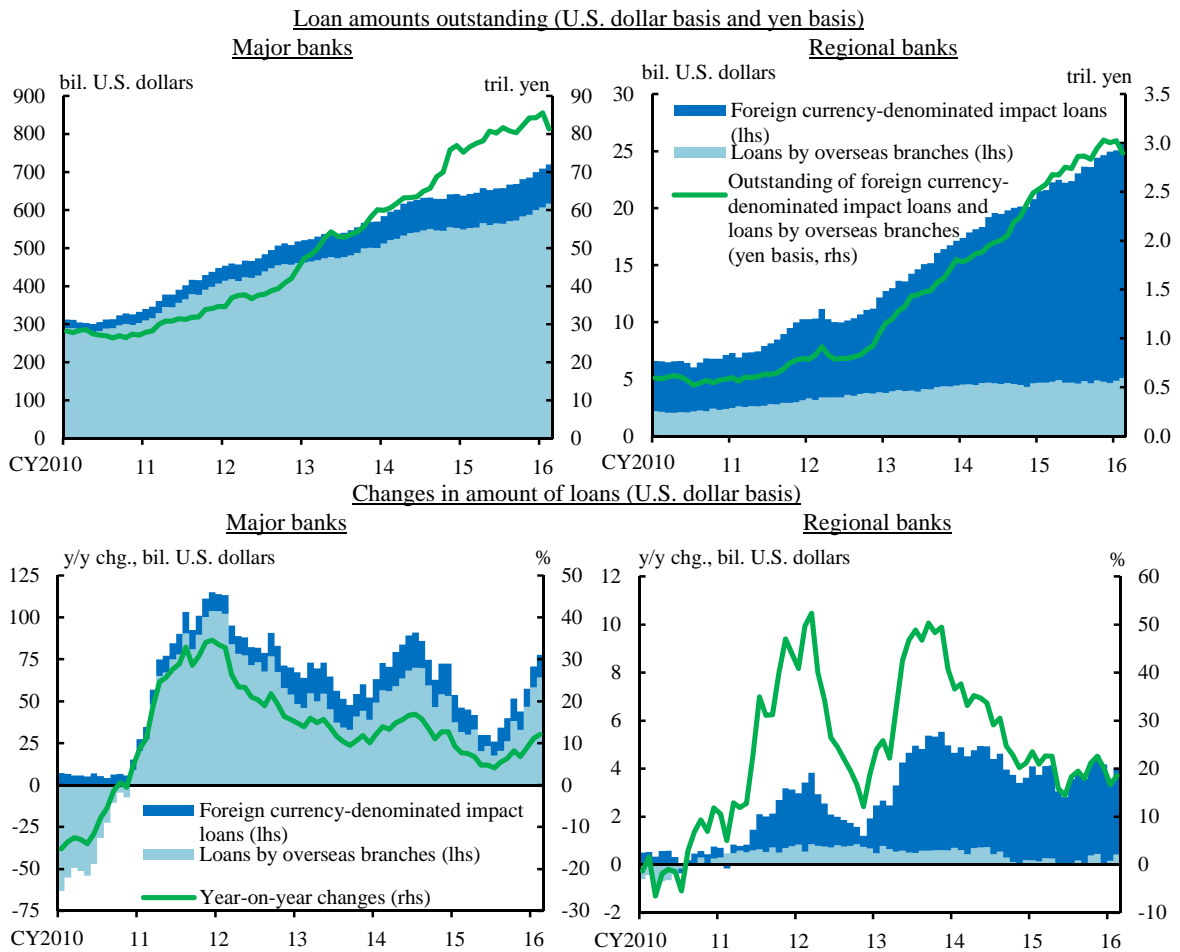 Loan amounts outstanding (U.S. dollar basis and yen basis)
Major banks
bil. U.S. dollars
tril. yen
900
800
700
600
500
400
300
200
100
0
90
80
70
60
50
40
30
20
10
0
CY2010 11 12 13 14 15 16
Regional banks
bil. U.S. dollars
tril. yen
30
25
20
15
10
5
0
3.5
3.0
2.5
2.0
1.5
1.0
0.5
0.0
Foreign currency-denominated impact loans
(lhs)
Loans by overseas branches (lhs)
Outstanding of foreign currency-
denominated impact loans and
loans by overseas branches
(yen basis, rhs)
CY2010 11 12 13 14 15 16
Changes in amount of loans (U.S. dollar basis)
Major banks
y/y chg., bil. U.S. dollars
%
125
100
75
50
25
0
-25
-50
-75
50
40
30
20
10
0
-10
-20
-30
Foreign currency-denominated impact
loans (lhs)
Loans by overseas branches (lhs)
Year-on-year changes (rhs)
CY2010 11 12 13 14 15 16
Regional banks
y/y chg., bil. U.S. dollars
%
12
10
8
6
4
2
0
-2
60
50
40
30
20
10
0
-10
CY2010 11 12 13 14 15 16